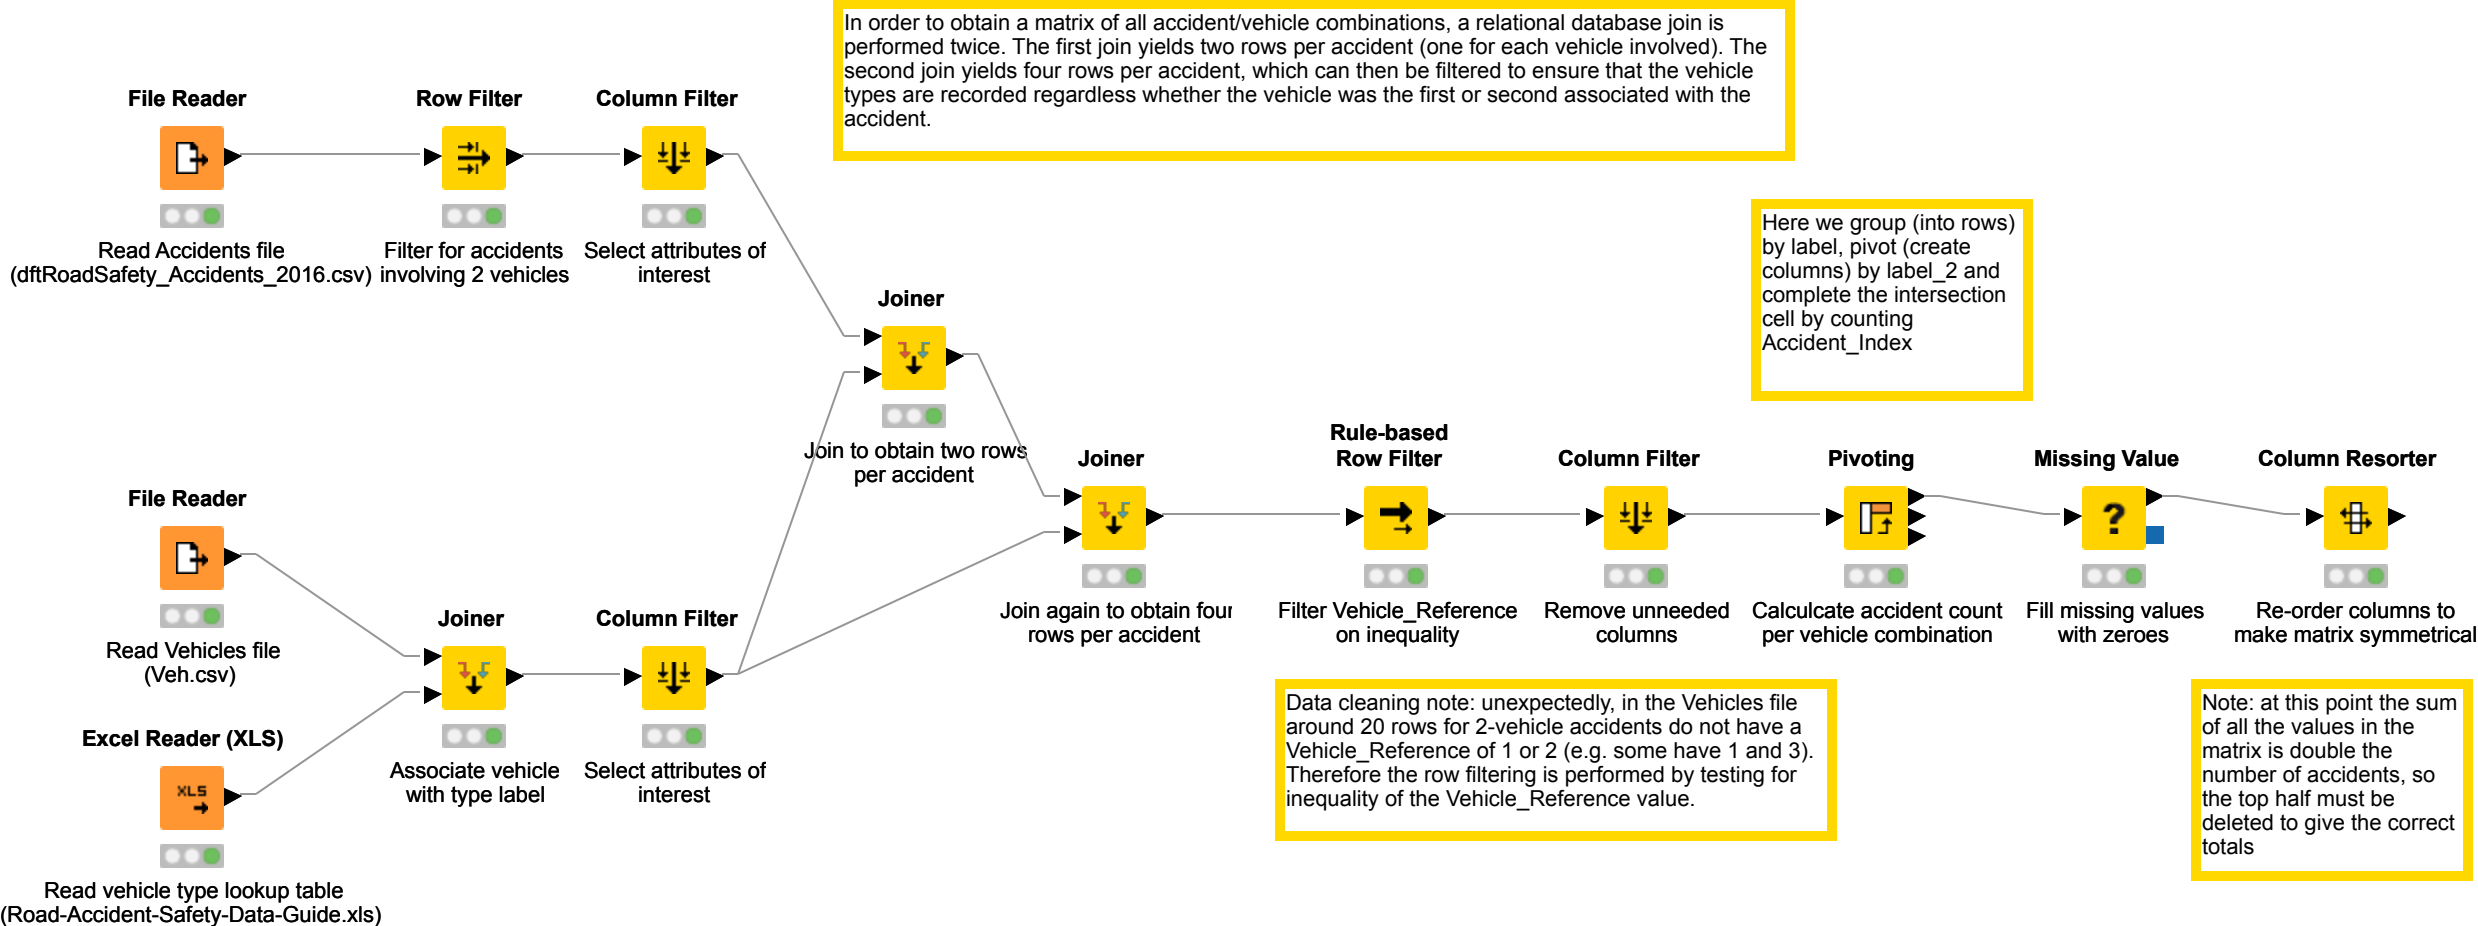 In order to obtain a matrix of all accident/vehicle combinations, a relational database join is
performed twice. The first join yields two rows per accident (one for each vehicle involved). The
second join yields four rows per accident, which can then be filtered to ensure that the vehicle
types are recorded regardless whether the vehicle was the first or second associated with the
accident.
File Reader
Read Accidents file
(dftRoadSafety_Accidents_2016.csv)
Row Filter
Filter for accidents
involving 2 vehicles
Column Filter
Select attributes of
interest
Here we group (into rows)
by label, pivot (create
columns) by label_2 and
complete the intersection
cell by counting
Accident_Index
Joiner
Join to obtain two rows
per accident
File Reader
Read Vehicles file
(Veh.csv)
Excel Reader (XLS)
XLS
Read vehicle type lookup table
(Road-Accident-Safety-Data-Guide.xls)
Joiner
Associate vehicle
with type label
Column Filter
Select attributes of
interest
Joiner
Join again to obtain four
rows per accident
Rule-based
Row Filter
Filter Vehicle_Reference
on inequality
Column Filter
Remove unneeded
columns
Pivoting
Calculcate accident count
per vehicle combination
Missing Value
?
Fill missing values
with zeroes
Column Resorter
Re-order columns to
make matrix symmetrical
Data cleaning note: unexpectedly, in the Vehicles file
around 20 rows for 2-vehicle accidents do not have a
Vehicle_Reference of 1 or 2 (e.g. some have 1 and 3).
Therefore the row filtering is performed by testing for
inequality of the Vehicle_Reference value.
Note: at this point the sum
of all the values in the
matrix is double the
number of accidents, so
the top half must be
deleted to give the correct
totals